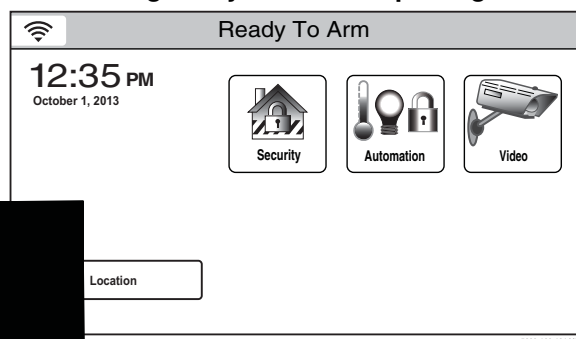 Ready To Arm
12:35 PM
October 1, 2013
Security
Automation
Video
Location